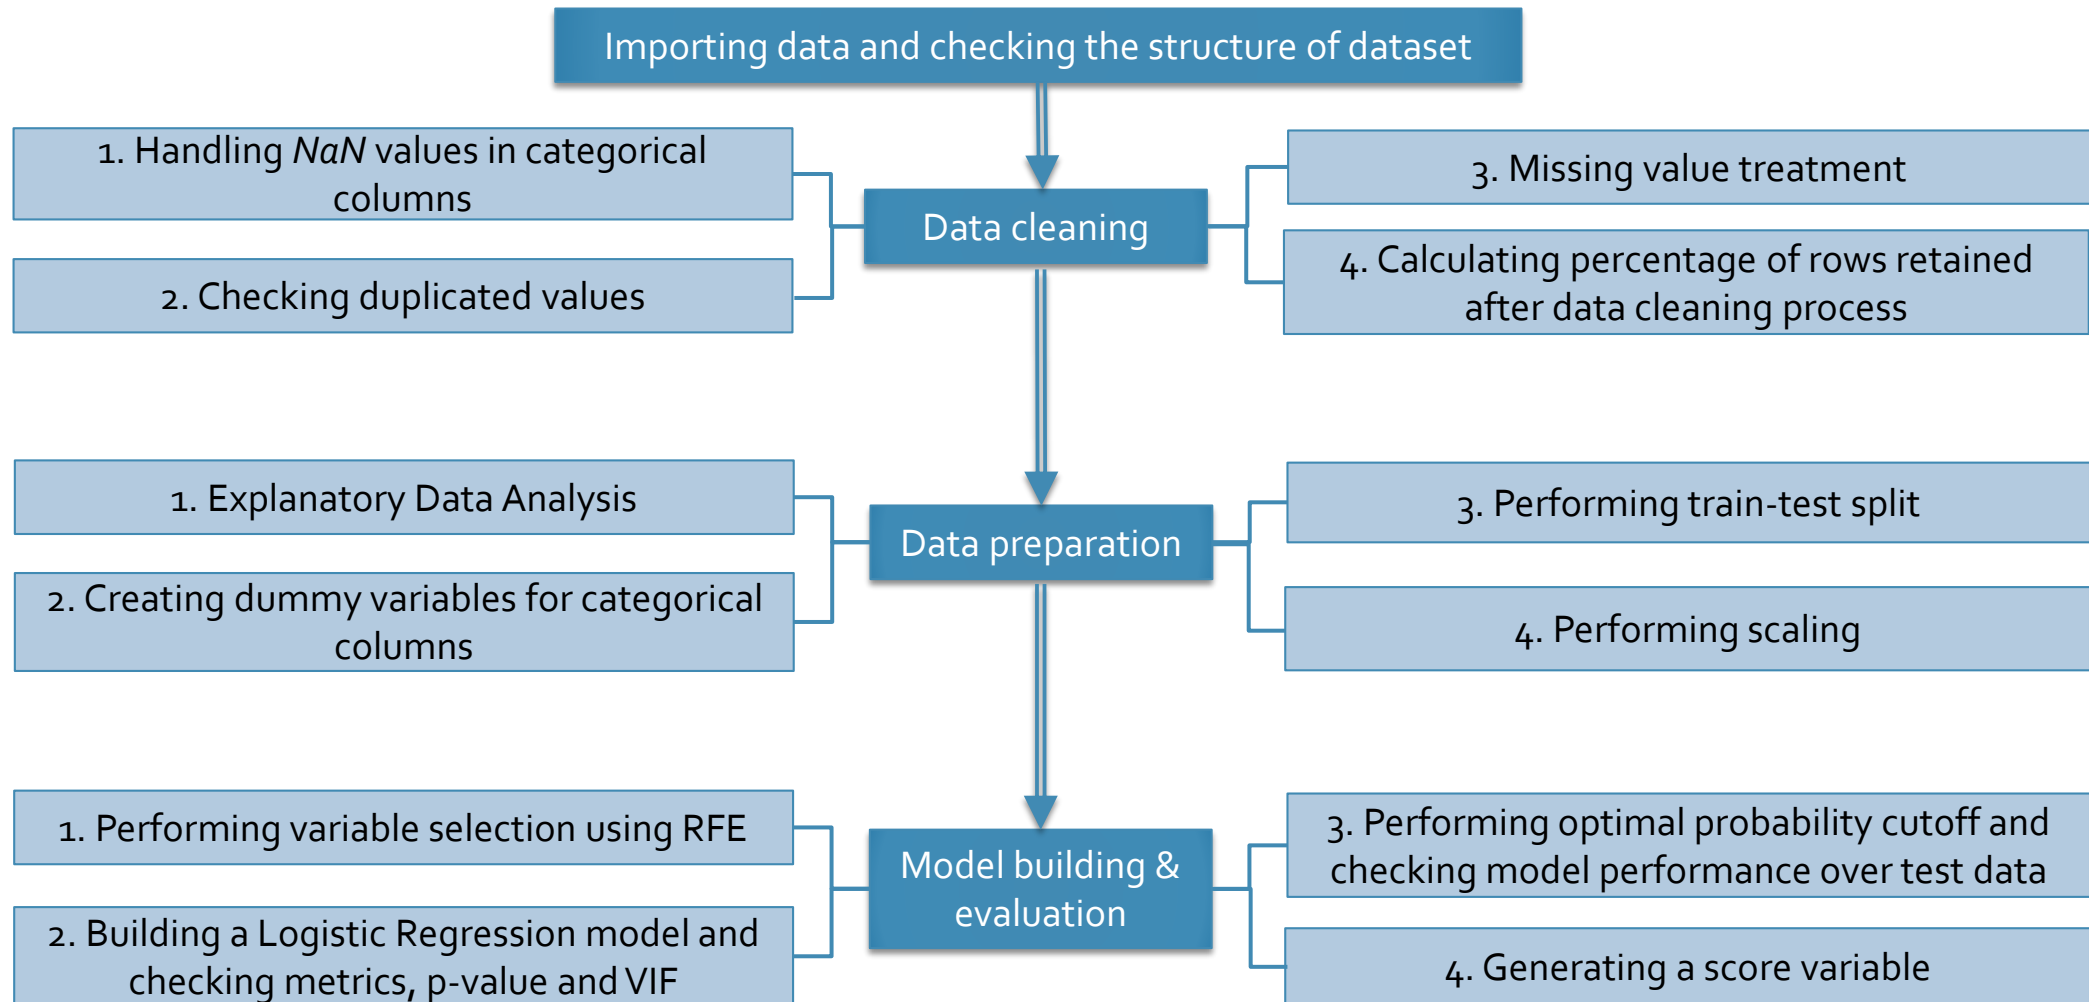 Importing data and checking the structure of dataset
1. Handling NaN values in categorical
columns
2. Checking duplicated values
Data cleaning
3. Missing value treatment
4. Calculating percentage of rows retained
after data cleaning process
1. Explanatory Data Analysis
2. Creating dummy variables for categorical
columns
Data preparation
3. Performing train-test split
4. Performing scaling
1. Performing variable selection using RFE
2. Building a Logistic Regression model and
checking metrics, p-value and VIF
Model building &
evaluation
3. Performing optimal probability cutoff and
checking model performance over test data
4. Generating a score variable